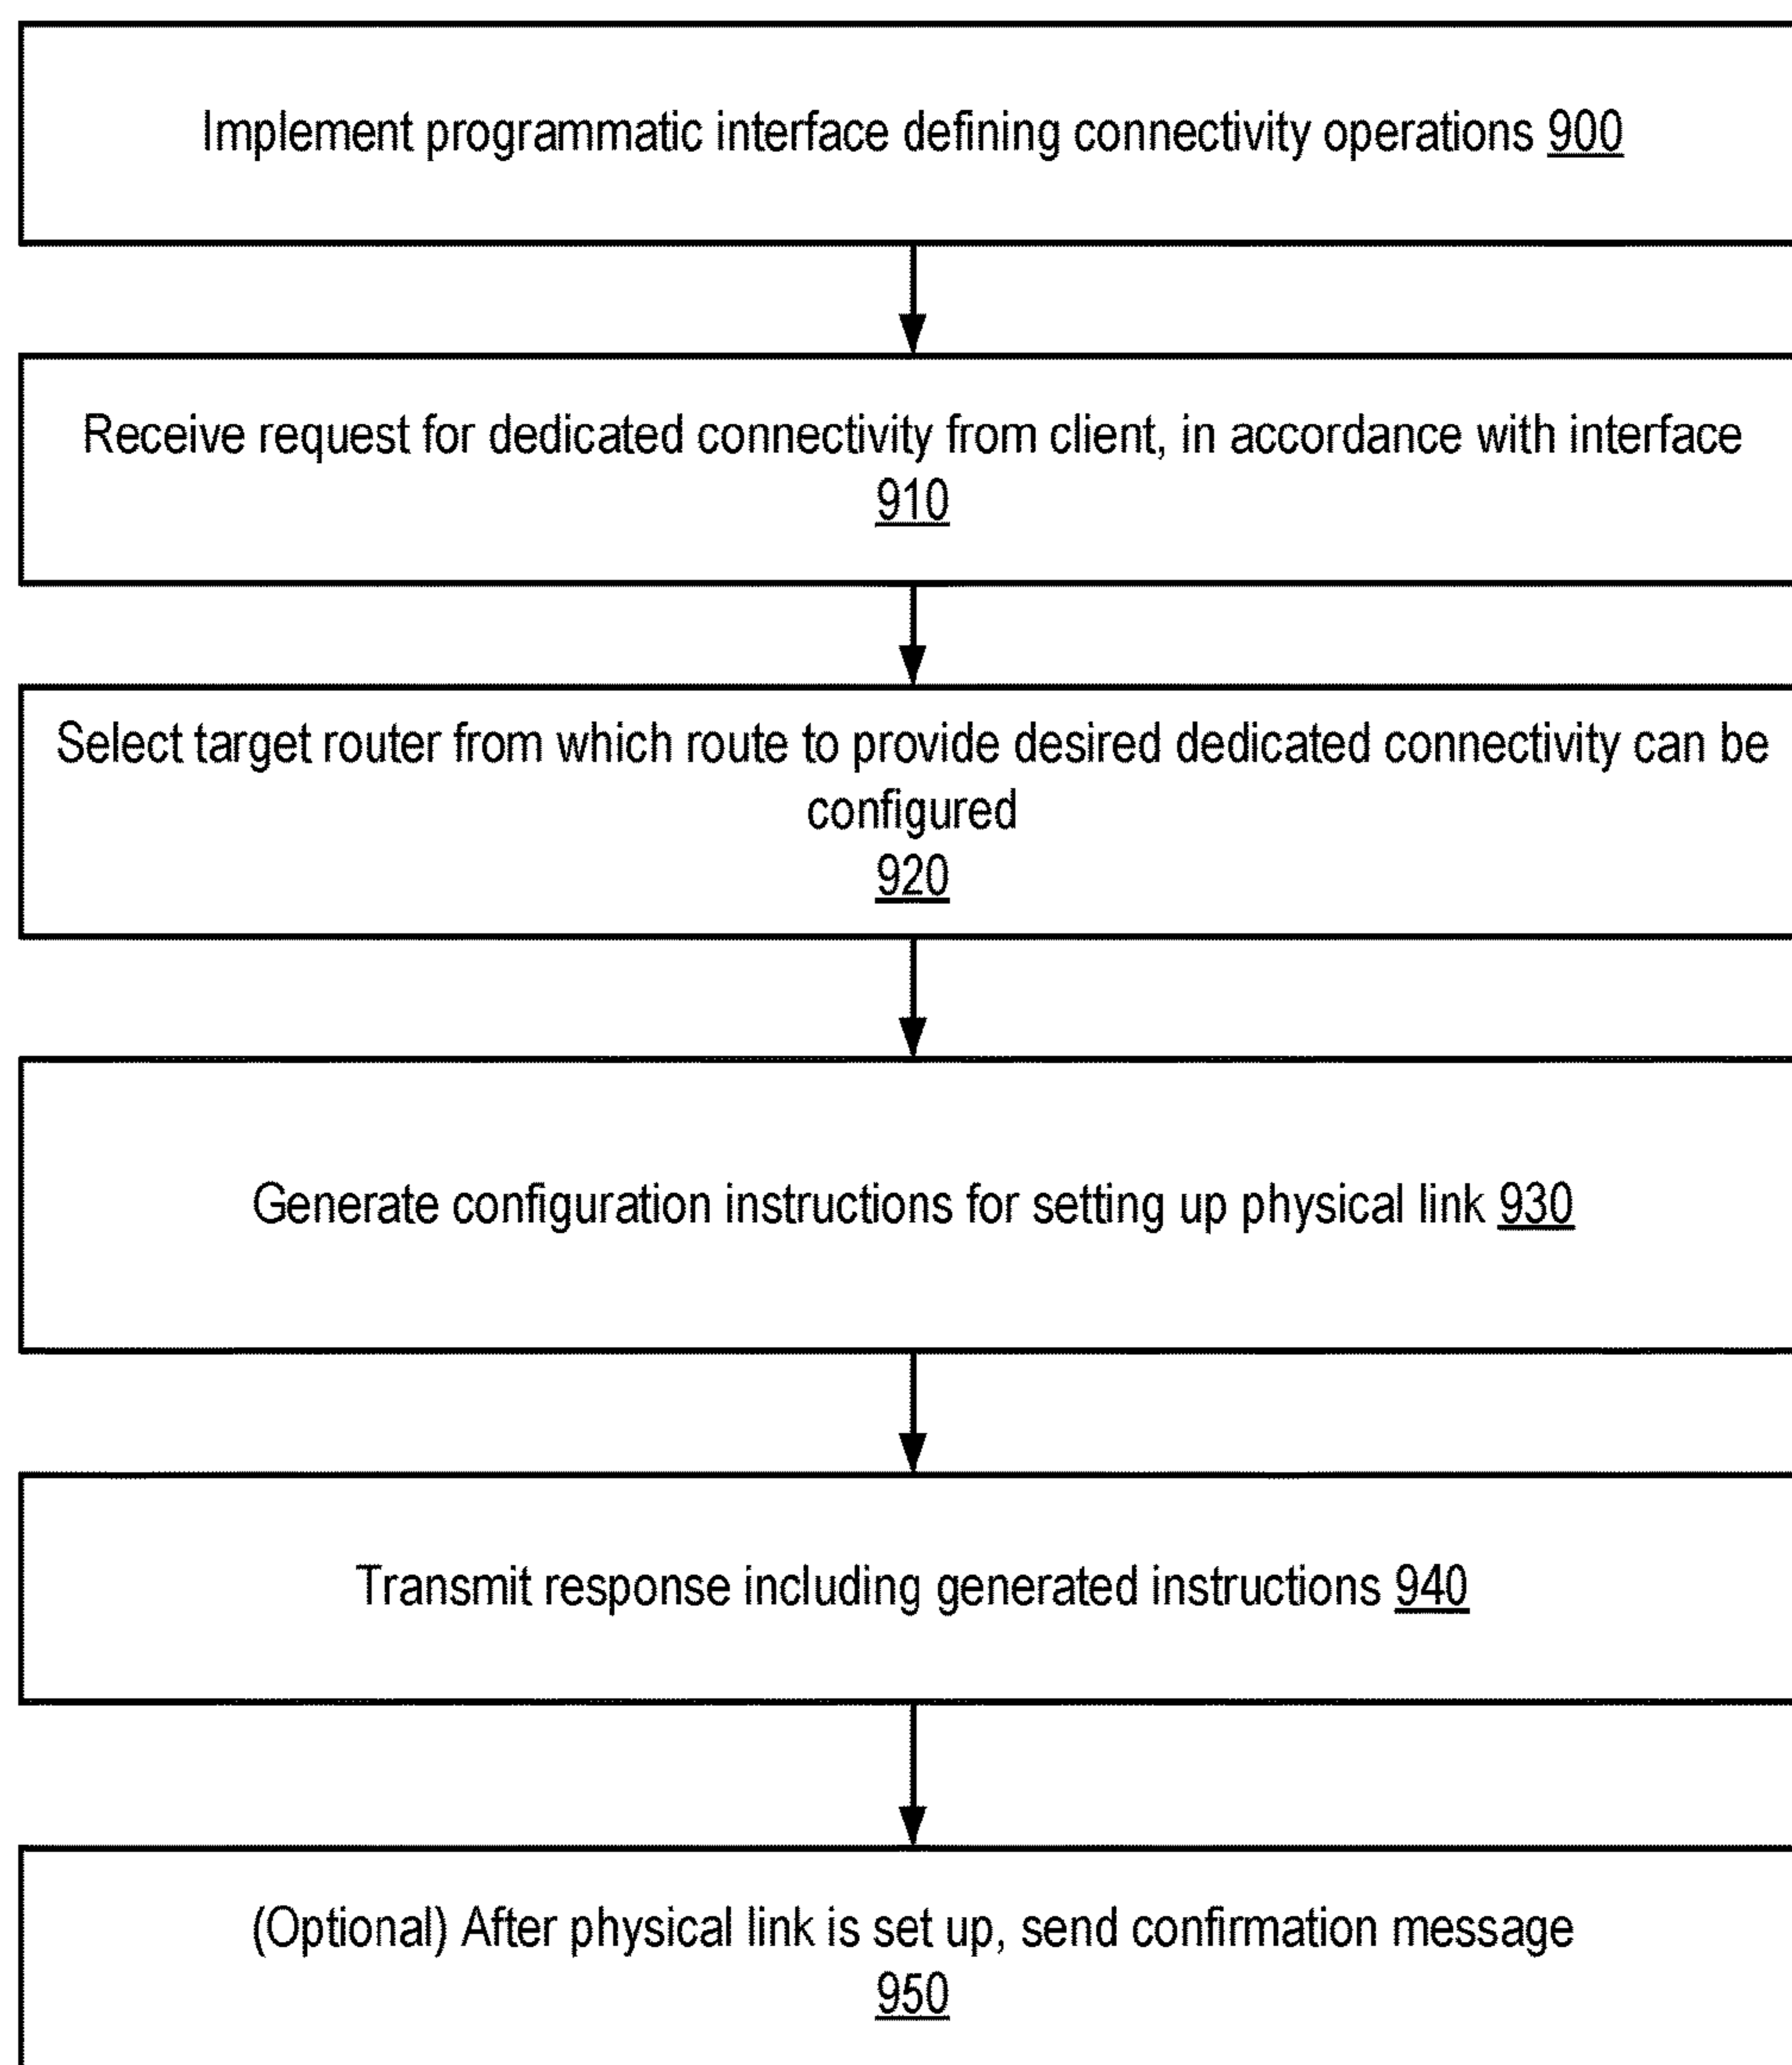 Implement programmatic interface defining connectivity operations 900
Receive request for dedicated connectivity from client, in accordance with interface
910
Select target router from which route to provide desired dedicated connectivity can be
configured
920
Generate configuration instructions for setting up physical link 930
Transmit response including generated instructions 940
(Optional) After physical link is set up, send confirmation message
950